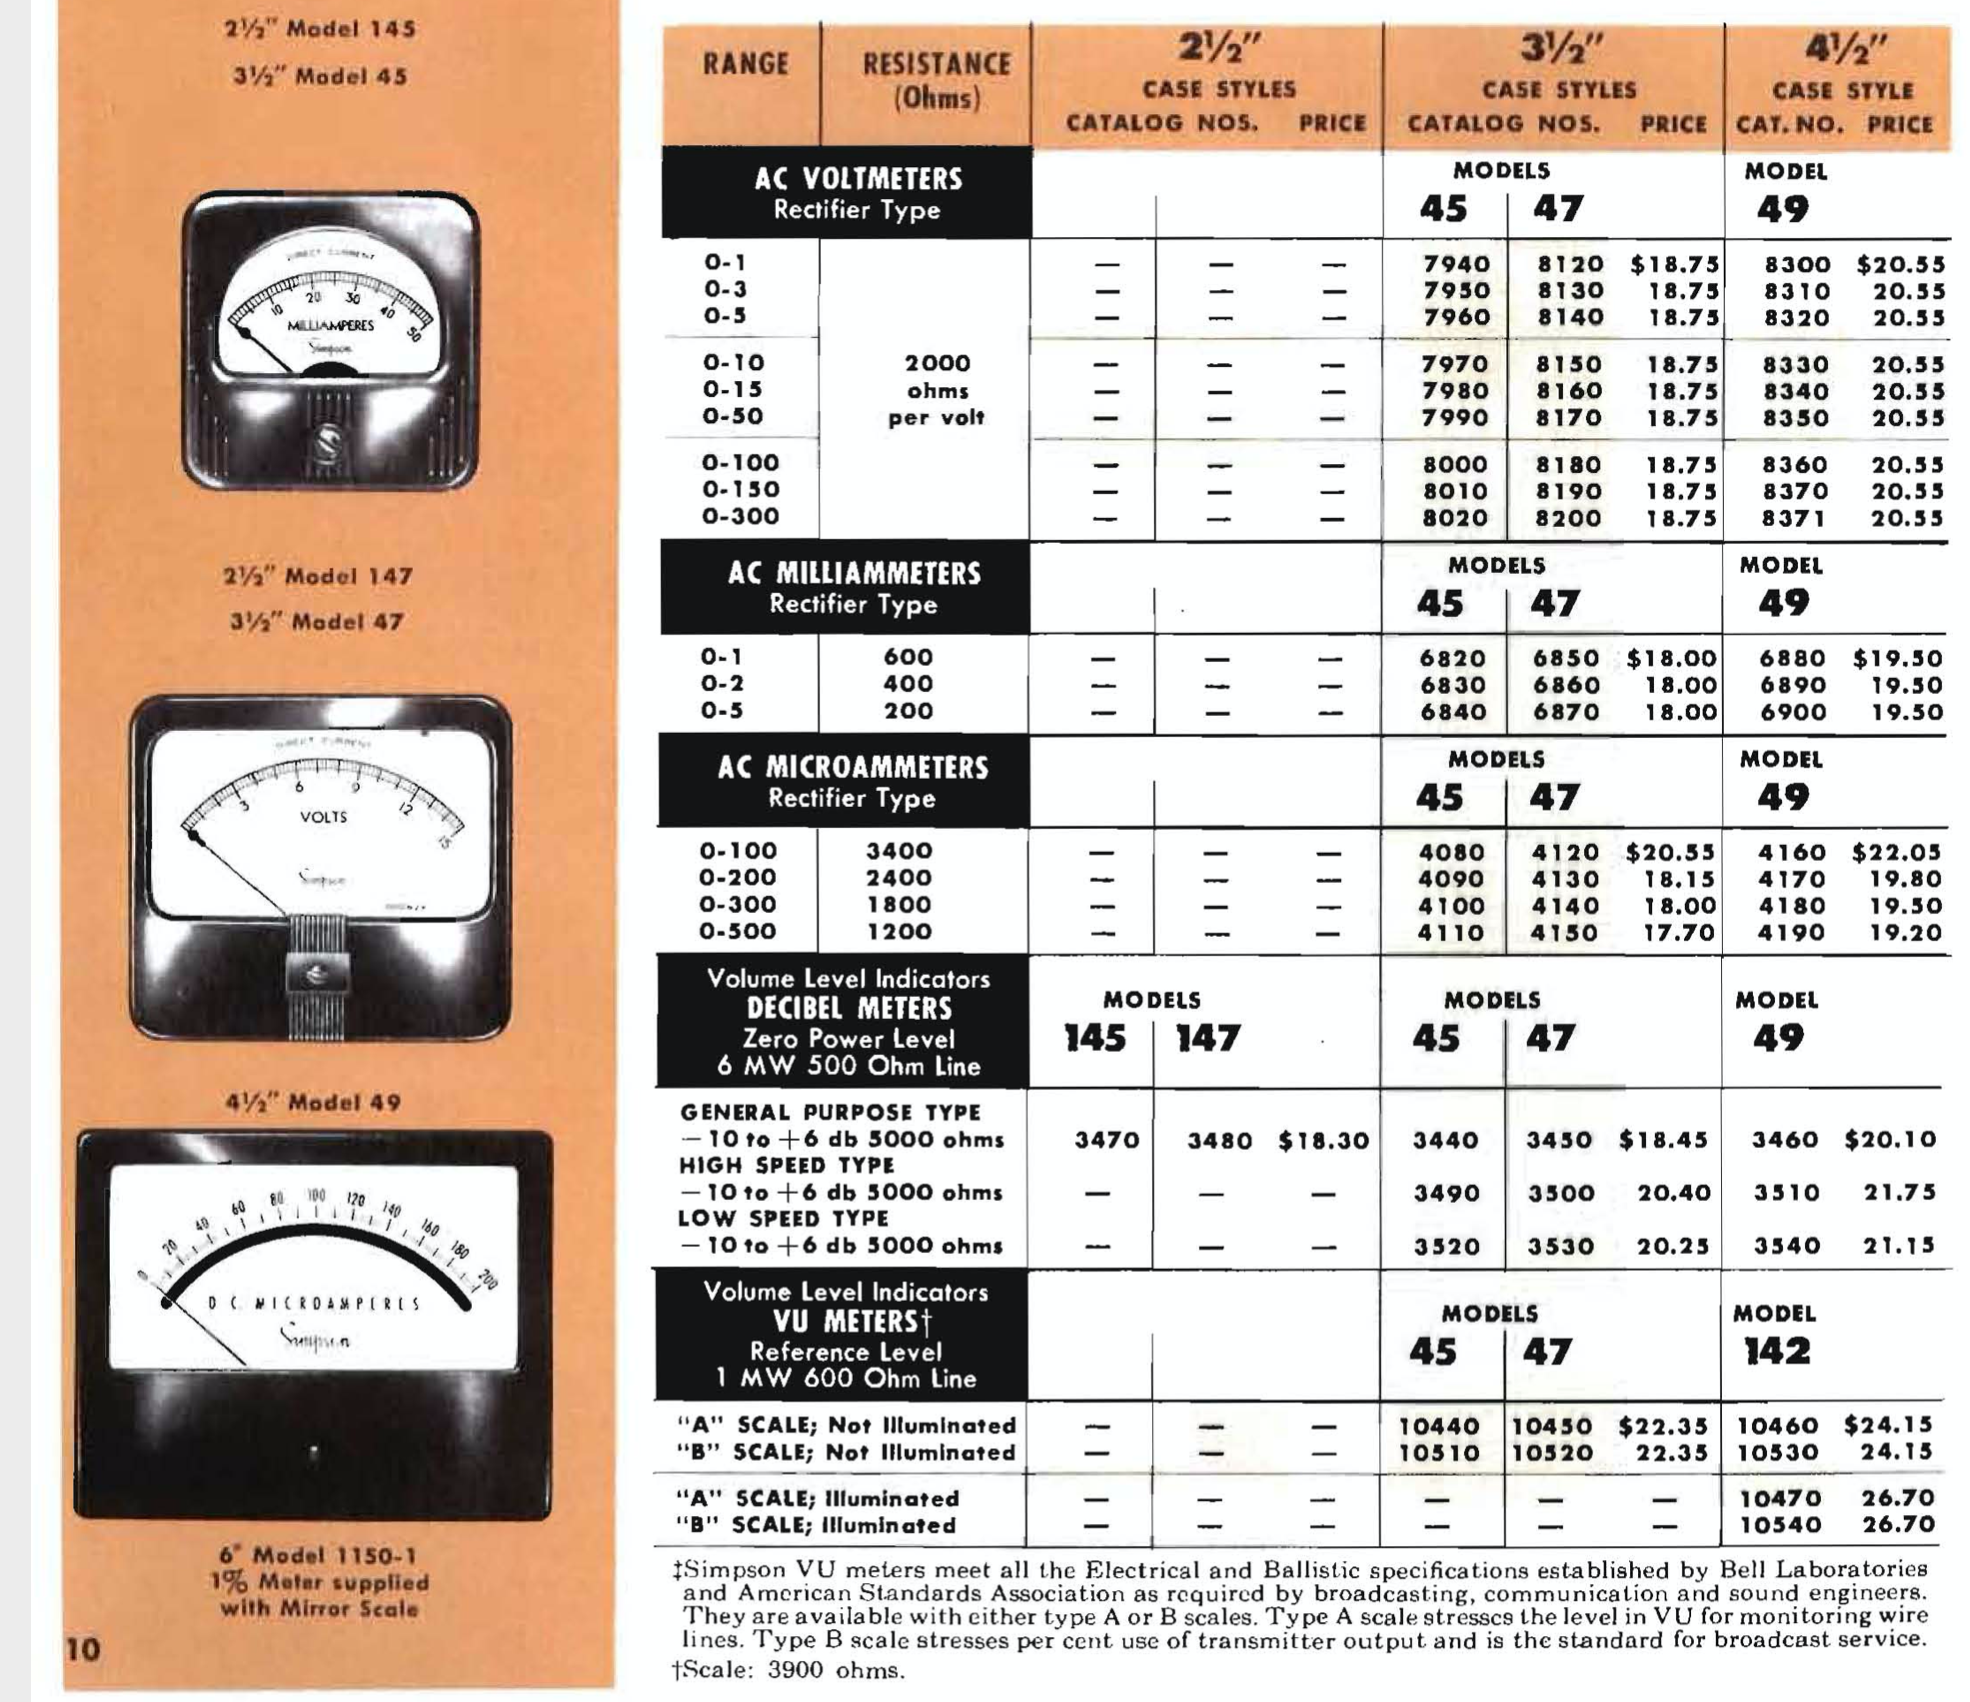 2½" Model 145
3½" Model 45
DIRECT CURRENT
10 20 30 40 50
MILLIAMPERES
Simpson
2½" Model 147
3½" Model 47
DIRECT CURRENT
3 6 9 12 15
VOLTS
Simpson
4½" Model 49
0 20 40 60 80 100 120 140 160 180 200
D C MICROAMPERES
Simpson
6" Model 1150-1
1% Meter supplied
with Mirror Scale
10
RANGE RESISTANCE (Ohms) 2½" CASE STYLES 3½" CASE STYLES 4½" CASE STYLE
CATALOG NOS. PRICE CATALOG NOS. PRICE CAT. NO. PRICE
AC VOLTMETERS MODELS MODEL
Rectifier Type 45 47 49
0-1 — — — 7940 8120 $18.75 8300 $20.55
0-3 — — — 7950 8130 18.75 8310 20.55
0-5 — — — 7960 8140 18.75 8320 20.55
0-10 2000 — — — 7970 8150 18.75 8330 20.55
0-15 ohms — — — 7980 8160 18.75 8340 20.55
0-50 per volt — — — 7990 8170 18.75 8350 20.55
0-100 — — — 8000 8180 18.75 8360 20.55
0-150 — — — 8010 8190 18.75 8370 20.55
0-300 — — — 8020 8200 18.75 8371 20.55
AC MILLIAMMETERS MODELS MODEL
Rectifier Type 45 47 49
0-1 600 — — — 6820 6850 $18.00 6880 $19.50
0-2 400 — — — 6830 6860 18.00 6890 19.50
0-5 200 — — — 6840 6870 18.00 6900 19.50
AC MICROAMMETERS MODELS MODEL
Rectifier Type 45 47 49
0-100 3400 — — — 4080 4120 $20.55 4160 $22.05
0-200 2400 — — — 4090 4130 18.15 4170 19.80
0-300 1800 — — — 4100 4140 18.00 4180 19.50
0-500 1200 — — — 4110 4150 17.70 4190 19.20
Volume Level Indicators
DECIBEL METERS MODELS MODELS MODEL
Zero Power Level 145 147 45 47 49
6 MW 500 Ohm Line
GENERAL PURPOSE TYPE
—10 to +6 db 5000 ohms 3470 3480 $18.30 3440 3450 $18.45 3460 $20.10
HIGH SPEED TYPE
—10 to +6 db 5000 ohms — — — 3490 3500 20.40 3510 21.75
LOW SPEED TYPE
—10 to +6 db 5000 ohms — — — 3520 3530 20.25 3540 21.15
Volume Level Indicators
VU METERS† MODELS MODEL
Reference Level 45 47 142
1 MW 600 Ohm Line
"A" SCALE; Not Illuminated — — — 10440 10450 $22.35 10460 $24.15
"B" SCALE; Not Illuminated — — — 10510 10520 22.35 10530 24.15
"A" SCALE; Illuminated — — — — — — 10470 26.70
"B" SCALE; Illuminated — — — — — — 10540 26.70
‡Simpson VU meters meet all the Electrical and Ballistic specifications established by Bell Laboratories
and American Standards Association as required by broadcasting, communication and sound engineers.
They are available with either type A or B scales. Type A scale stresses the level in VU for monitoring wire
lines. Type B scale stresses per cent use of transmitter output and is the standard for broadcast service.
†Scale: 3900 ohms.